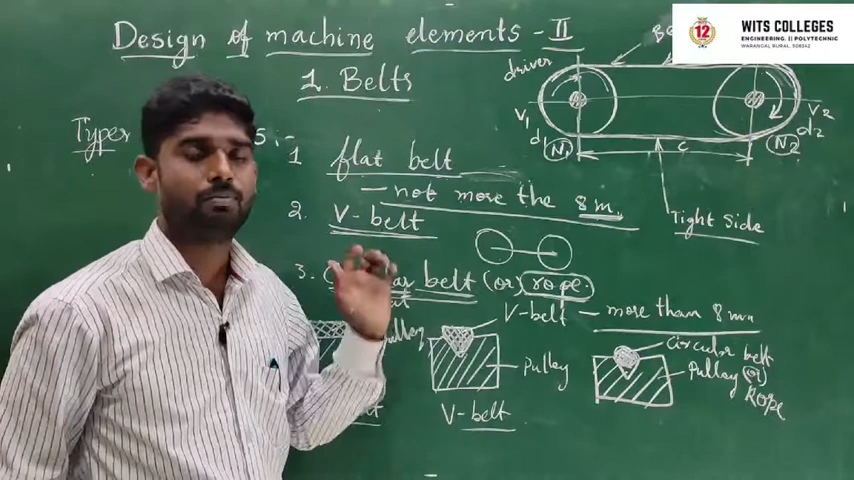 Design of machine elements - II
1. Belts
WITS COLLEGES
ENGINEERING || POLYTECHNIC
WARANGAL RURAL, 506342
12
driver
V1
d1
N1
c
V2
d2
N2
Tight side
Types
1 flat belt
- not more the 8 m.
2. V-belt
3. belt (or) rope
V-belt - more than 8 m
Pulley
Pulley
V-belt
Circular belt
Pulley (or)
Rope